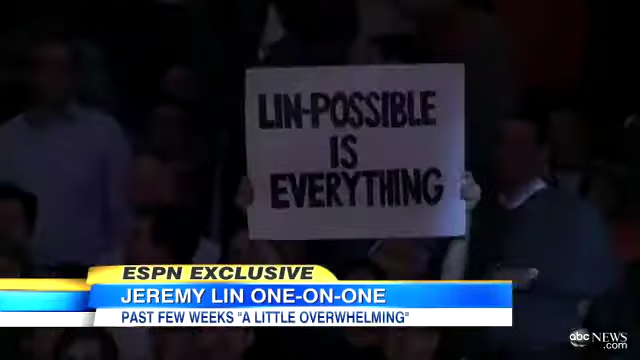 LIN-POSSIBLE
IS
EVERYTHING
ESPN EXCLUSIVE
JEREMY LIN ONE-ON-ONE
PAST FEW WEEKS "A LITTLE OVERWHELMING"
abc NEWS
.com